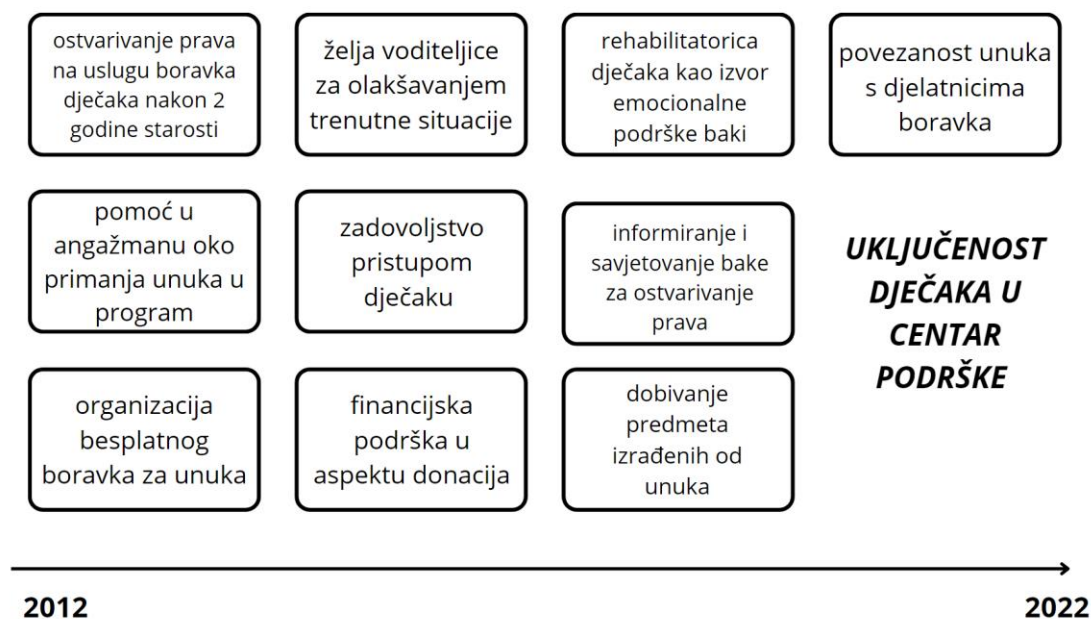 ostvarivanje prava
na uslugu boravka
dječaka nakon 2
godine starosti
želja voditeljice
za olakšavanjem
trenutne situacije
rehabilitatorica
dječaka kao izvor
emocionalne
podrške baki
povezanost unuka
s djelatnicima
boravka
pomoć u
angažmanu oko
primanja unuka u
program
zadovoljstvo
pristupom
dječaku
informiranje i
savjetovanje bake
za ostvarivanje
prava
UKLJUČENOST
DJEČAKA U
CENTAR
PODRŠKE
organizacija
besplatnog
boravka za unuka
financijska
podrška u
aspektu donacija
dobivanje
predmeta
izrađenih od
unuka
2012
2022